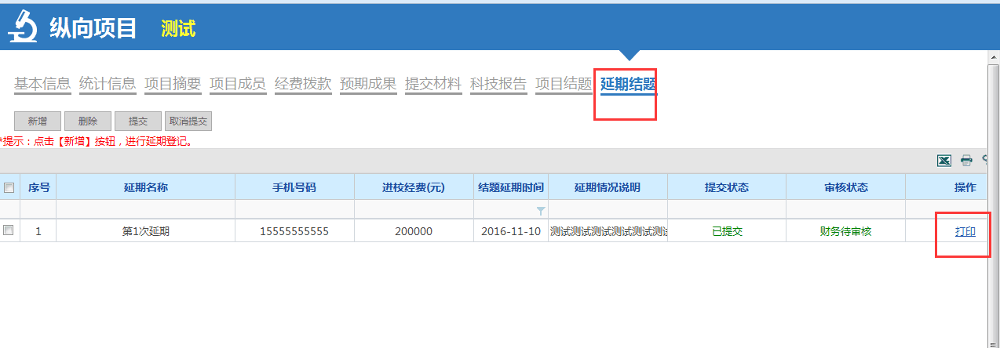 纵向项目 测试
基本信息 统计信息 项目摘要 项目成员 经费拨款 预期成果 提交材料 科技报告 项目结题 延期结题
新增 删除 提交 取消提交
*提示：点击【新增】按钮，进行延期登记。
序号 延期名称 手机号码 进校经费(元) 结题延期时间 延期情况说明 提交状态 审核状态 操作
1 第1次延期 15555555555 200000 2016-11-10 测试测试测试测试测试测试 已提交 财务待审核 打印